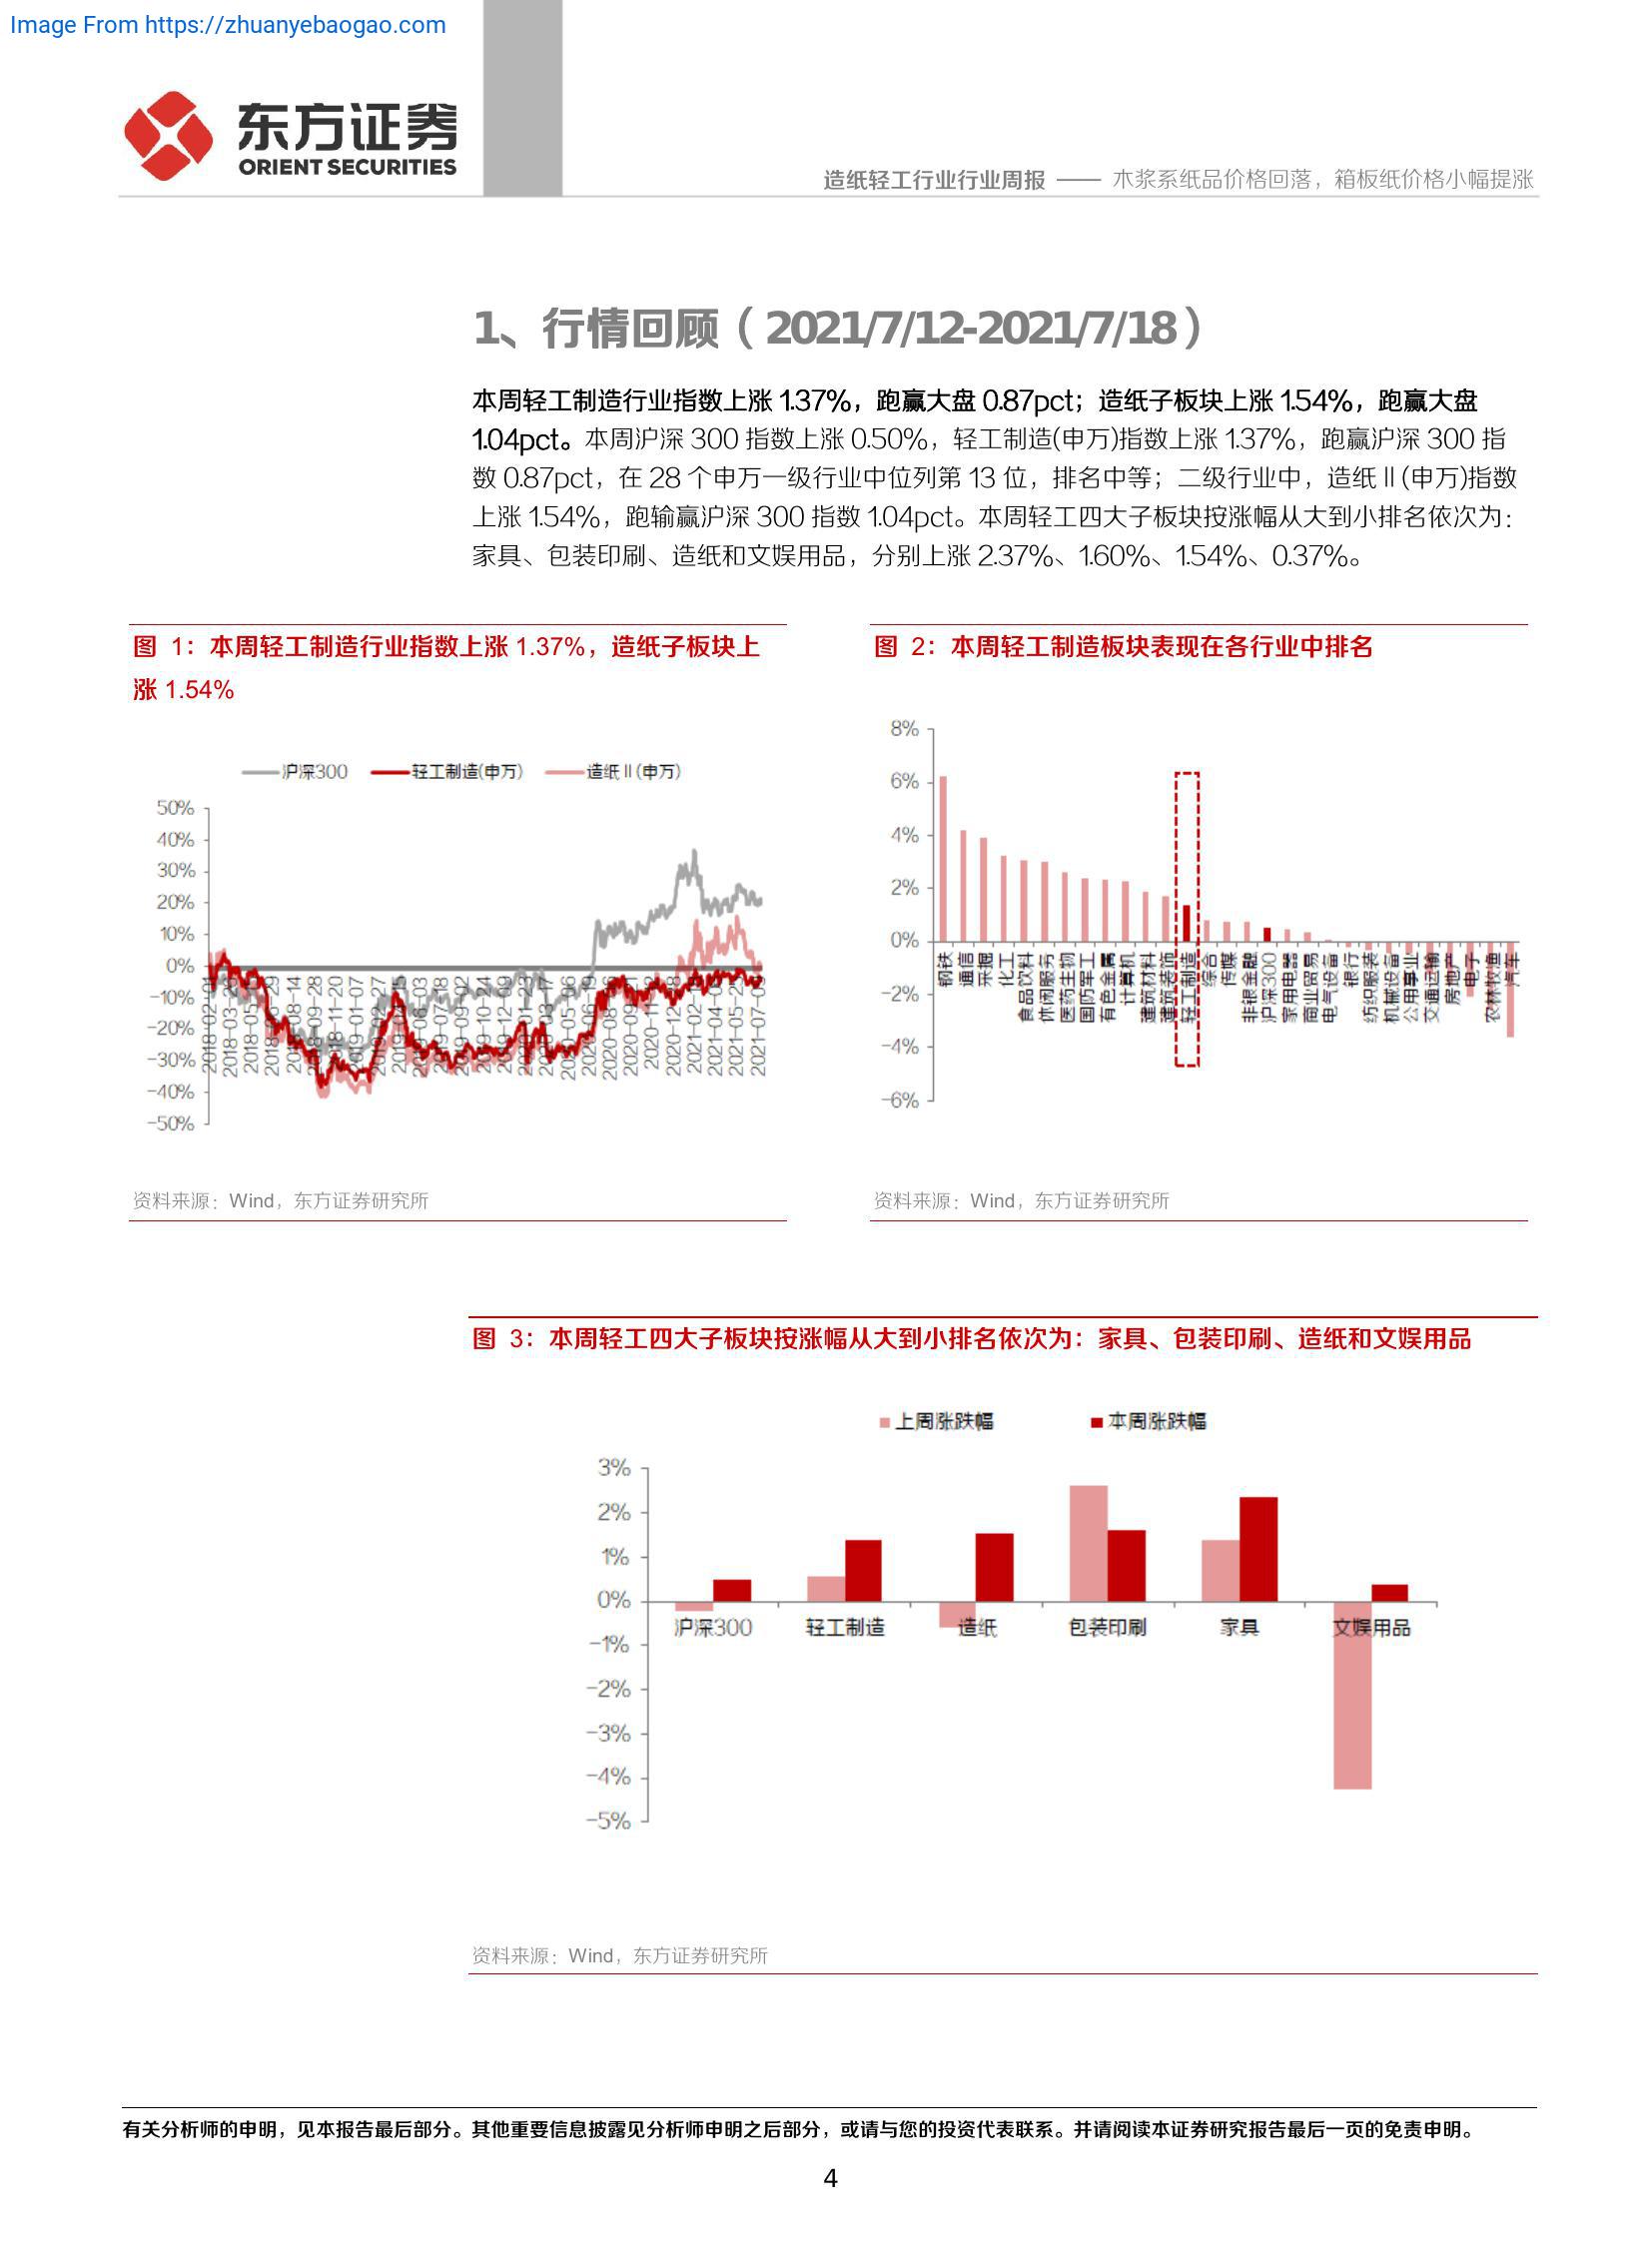 Image From https://zhuanyebaogao.com
东方证券
ORIENT SECURITIES
造纸轻工行业行业周报 —— 木浆系纸品价格回落，箱板纸价格小幅提涨
1、行情回顾（2021/7/12-2021/7/18）
本周轻工制造行业指数上涨 1.37%，跑赢大盘 0.87pct；造纸子板块上涨 1.54%，跑赢大盘
1.04pct。本周沪深 300 指数上涨 0.50%，轻工制造(申万)指数上涨 1.37%，跑赢沪深 300 指
数 0.87pct，在 28 个申万一级行业中位列第 13 位，排名中等；二级行业中，造纸Ⅱ(申万)指数
上涨 1.54%，跑输赢沪深 300 指数 1.04pct。本周轻工四大子板块按涨幅从大到小排名依次为：
家具、包装印刷、造纸和文娱用品，分别上涨 2.37%、1.60%、1.54%、0.37%。
图 1：本周轻工制造行业指数上涨 1.37%，造纸子板块上
涨 1.54%
沪深300 轻工制造(申万) 造纸Ⅱ(申万)
50%
40%
30%
20%
10%
0%
-10%
-20%
-30%
-40%
-50%
2018-08-14
2018-09-28
2018-11-20
2019-01-07
2019-07-18
2019-09-02
2019-10-24
2019-12-09
2020-05-06
2020-06-19
2021-05-25
2021-07-09
资料来源：Wind，东方证券研究所
图 2：本周轻工制造板块表现在各行业中排名
8%
6%
4%
2%
0%
-2%
-4%
-6%
钢铁
通信
采掘
化工
食品饮料
休闲服务
医药生物
国防军工
有色金属
计算机
建筑材料
建筑装饰
轻工制造
综合
传媒
非银金融
沪深300
家用电器
商业贸易
电气设备
银行
纺织服装
机械设备
公用事业
交通运输
房地产
电子
农林牧渔
汽车
资料来源：Wind，东方证券研究所
图 3：本周轻工四大子板块按涨幅从大到小排名依次为：家具、包装印刷、造纸和文娱用品
上周涨跌幅 本周涨跌幅
3%
2%
1%
0%
-1%
-2%
-3%
-4%
-5%
沪深300 轻工制造 造纸 包装印刷 家具 文娱用品
资料来源：Wind，东方证券研究所
有关分析师的申明，见本报告最后部分。其他重要信息披露见分析师申明之后部分，或请与您的投资代表联系。并请阅读本证券研究报告最后一页的免责申明。
4